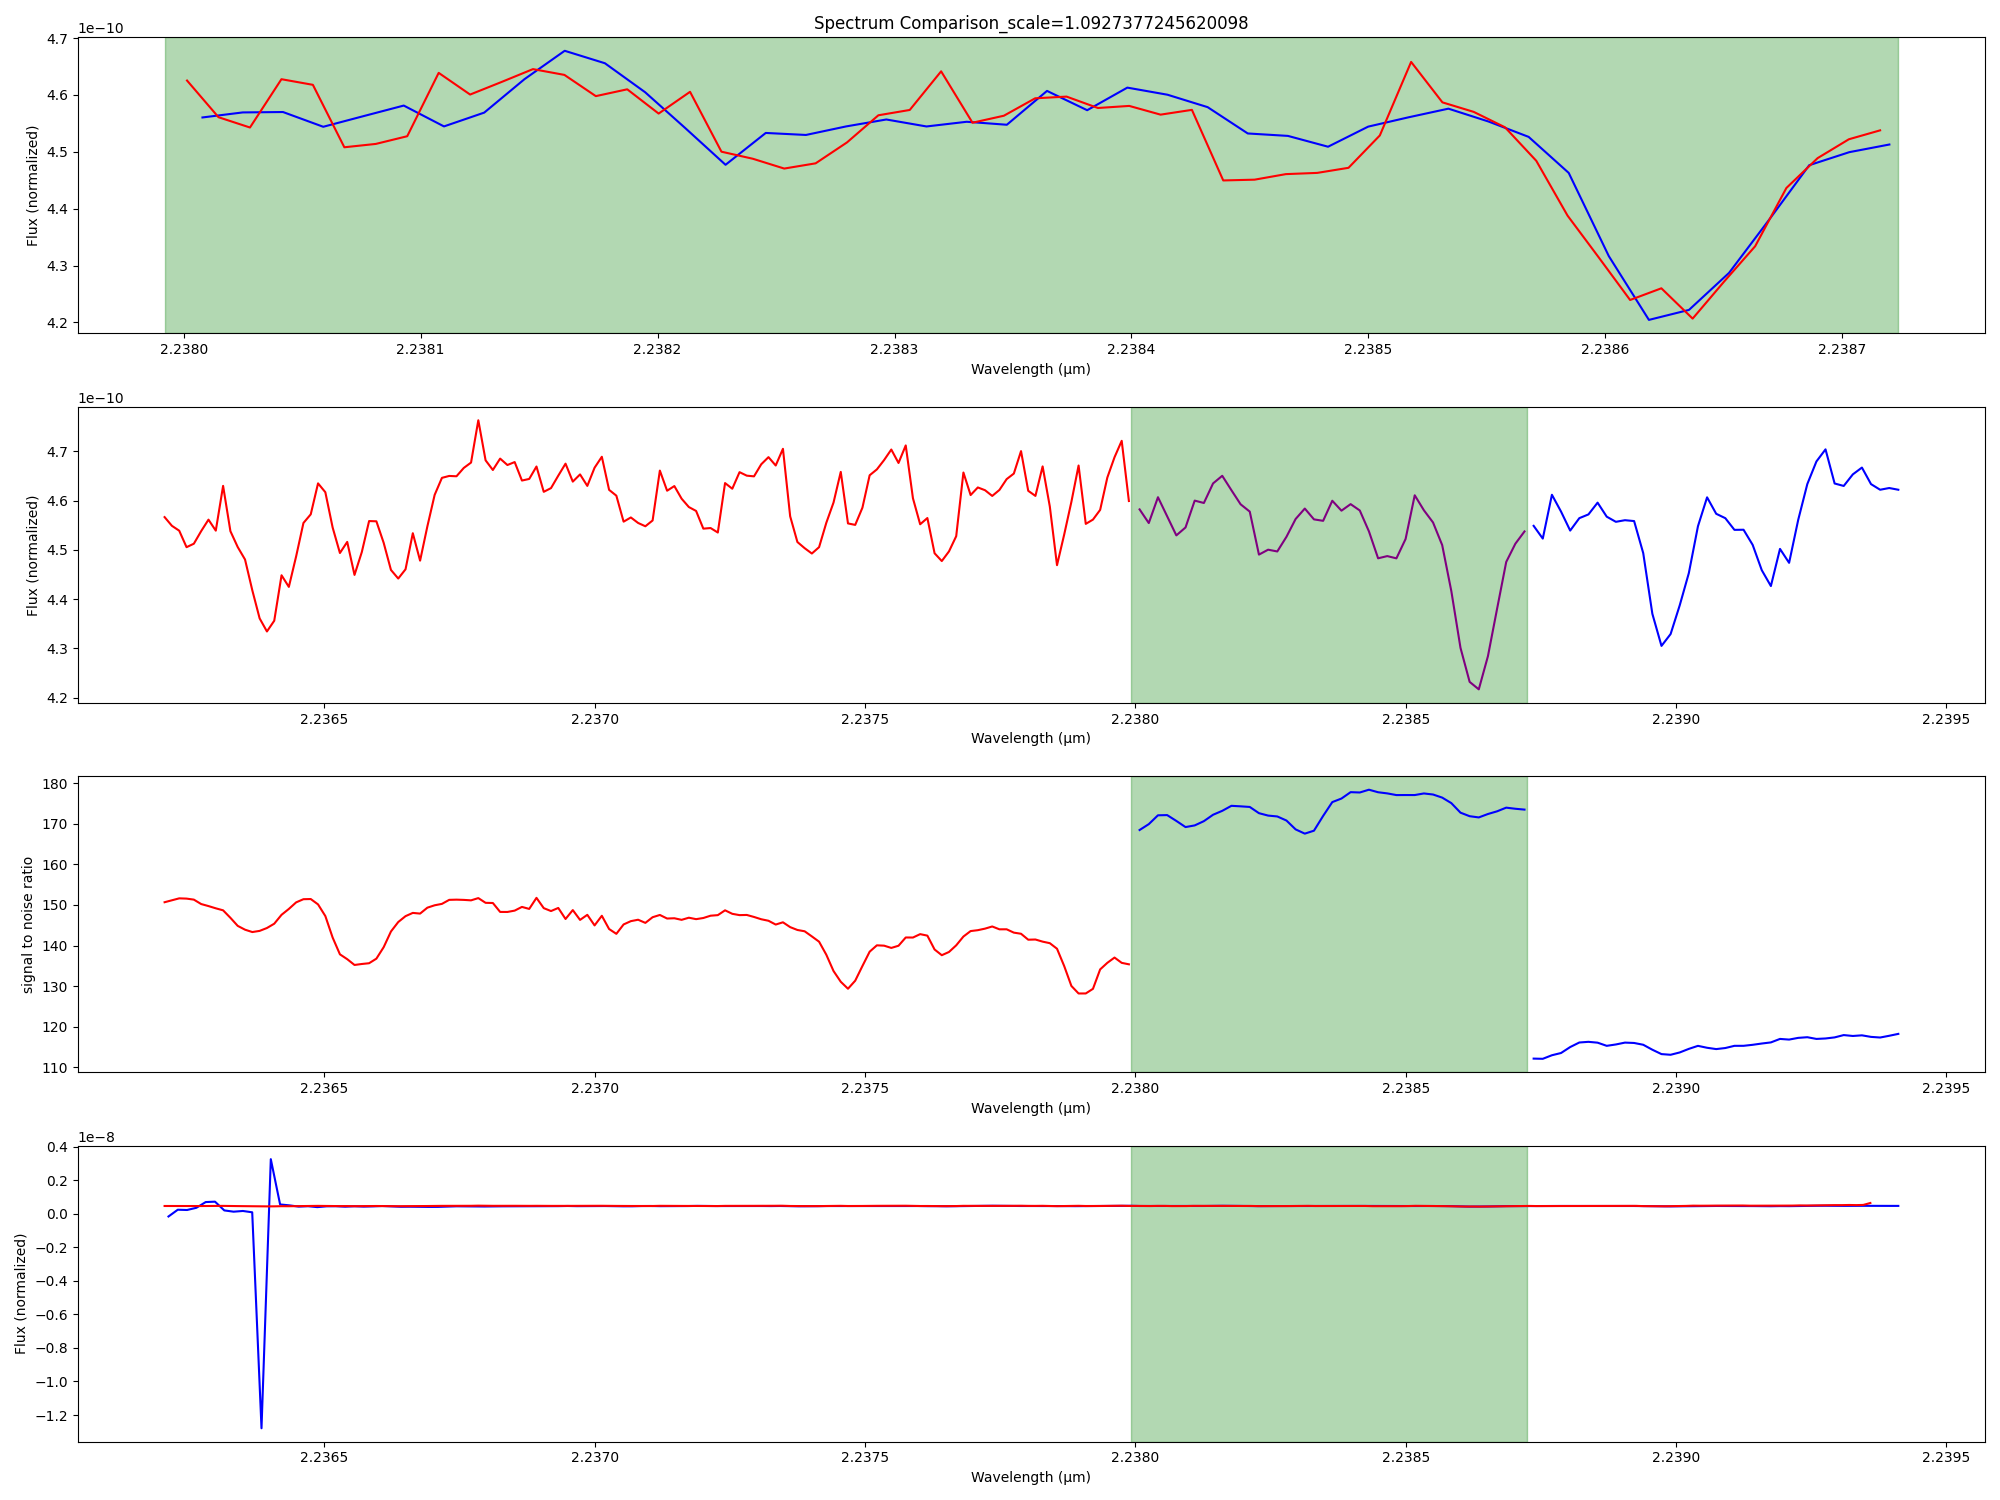 Spectrum Comparison_scale=1.0927377245620098
1e−10
4.7
4.6
4.5
4.4
4.3
4.2
Flux (normalized)
2.2380 2.2381 2.2382 2.2383 2.2384 2.2385 2.2386 2.2387
Wavelength (μm)
1e−10
4.7
4.6
4.5
4.4
4.3
4.2
Flux (normalized)
2.2365 2.2370 2.2375 2.2380 2.2385 2.2390 2.2395
Wavelength (μm)
180
170
160
150
140
130
120
110
signal to noise ratio
2.2365 2.2370 2.2375 2.2380 2.2385 2.2390 2.2395
Wavelength (μm)
1e−8
0.4
0.2
0.0
−0.2
−0.4
−0.6
−0.8
−1.0
−1.2
Flux (normalized)
2.2365 2.2370 2.2375 2.2380 2.2385 2.2390 2.2395
Wavelength (μm)